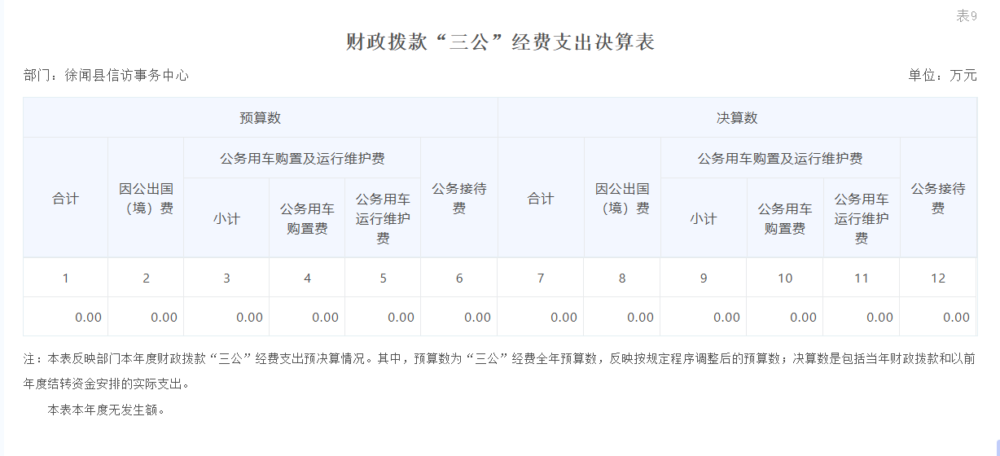 表9
财政拨款“三公”经费支出决算表
部门：徐闻县信访事务中心 单位：万元
预算数 决算数
合计 因公出国（境）费 公务用车购置及运行维护费 公务接待费 合计 因公出国（境）费 公务用车购置及运行维护费 公务接待费
小计 公务用车购置费 公务用车运行维护费 小计 公务用车购置费 公务用车运行维护费
1 2 3 4 5 6 7 8 9 10 11 12
0.00 0.00 0.00 0.00 0.00 0.00 0.00 0.00 0.00 0.00 0.00 0.00
注：本表反映部门本年度财政拨款“三公”经费支出预决算情况。其中，预算数为“三公”经费全年预算数，反映按规定程序调整后的预算数；决算数是包括当年财政拨款和以前
年度结转资金安排的实际支出。
本表本年度无发生额。